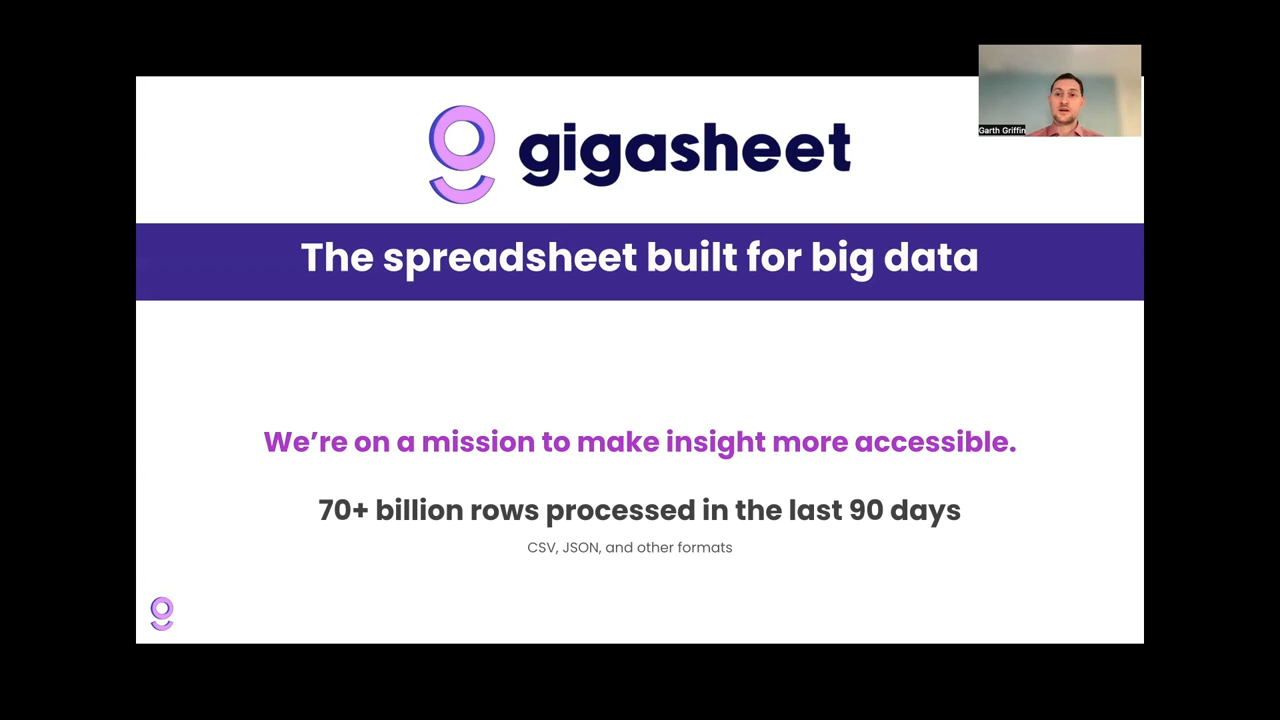 gigasheet
Garth Griffin
The spreadsheet built for big data
We’re on a mission to make insight more accessible.
70+ billion rows processed in the last 90 days
CSV, JSON, and other formats